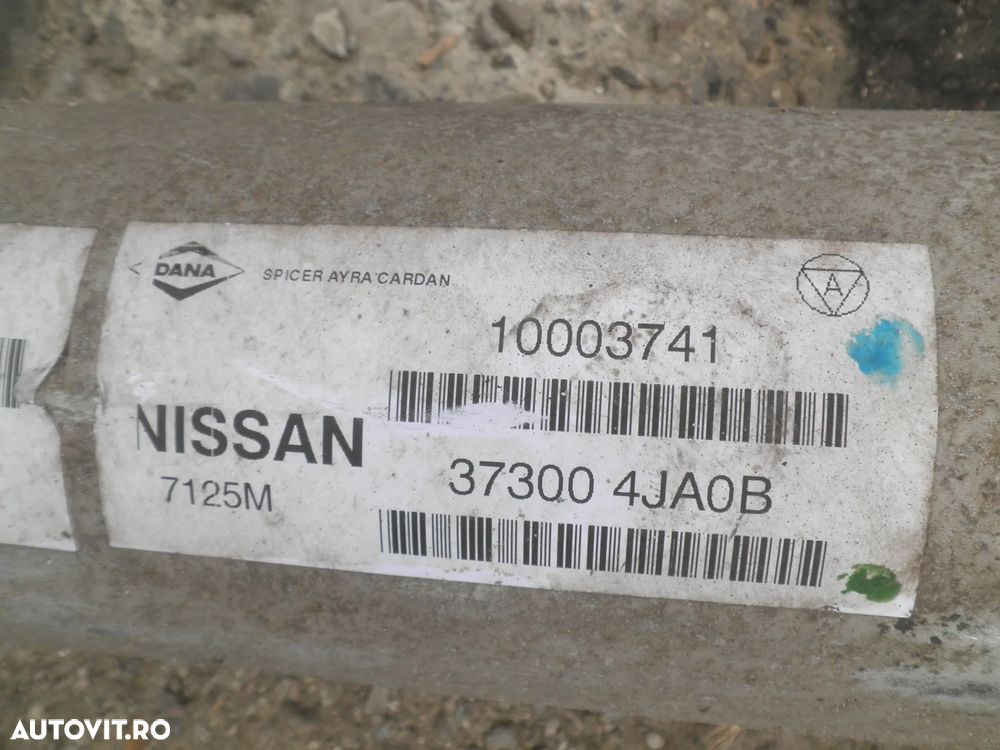 DANA
SPICER AYRA CARDAN
A
10003741
NISSAN
7125M
37300 4JA0B
AUTOVIT.RO